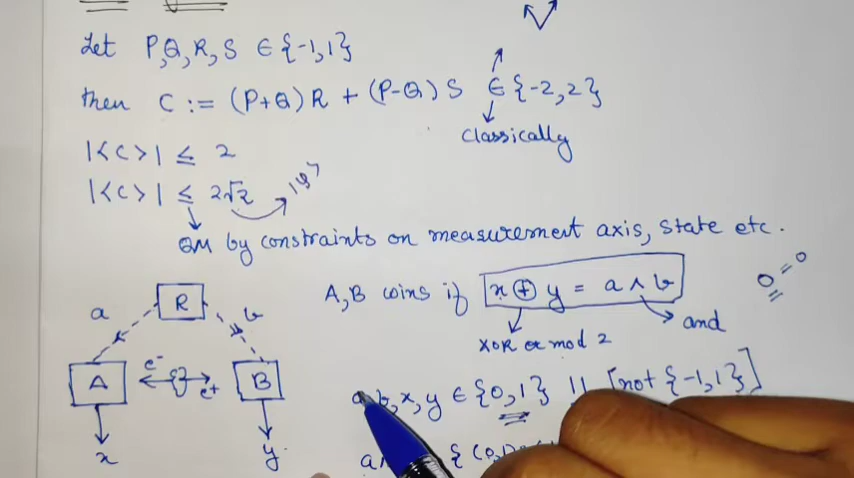 Let P,Q,R,S ∈ {-1,1}
then C := (P+Q)R + (P-Q)S ∈ {-2,2}
Classically
|<C>| ≤ 2
|<C>| ≤ 2√2
QM by constraints on measurement axis, state etc.
A,B wins if x ⊕ y = a ∧ b
XOR or mod 2
and
R
a
b
A
e-
e+
B
a,b,x,y ∈ {0,1} !! [not {-1,1}]
x
y